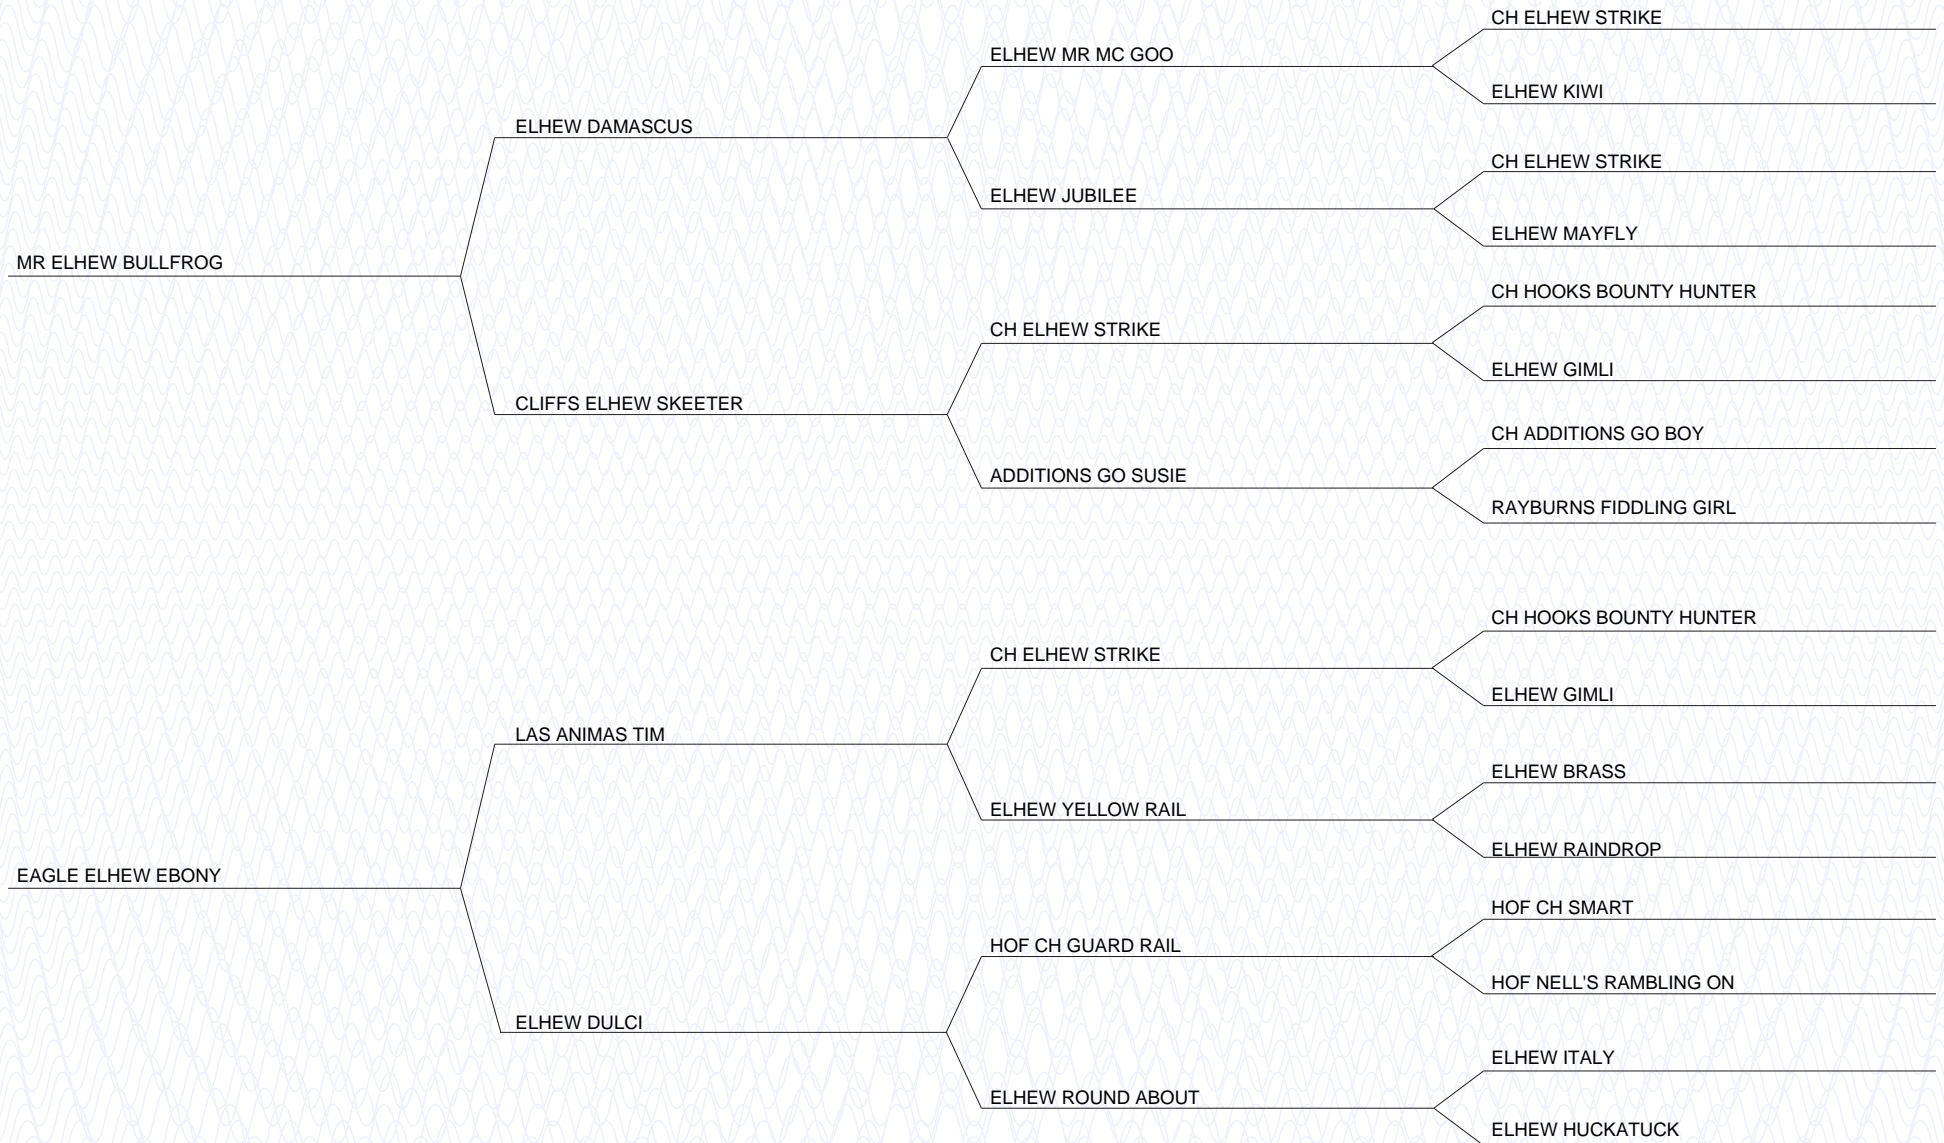 CH ELHEW STRIKE
ELHEW MR MC GOO
ELHEW KIWI
ELHEW DAMASCUS
CH ELHEW STRIKE
ELHEW JUBILEE
ELHEW MAYFLY
MR ELHEW BULLFROG
CH HOOKS BOUNTY HUNTER
CH ELHEW STRIKE
ELHEW GIMLI
CLIFFS ELHEW SKEETER
CH ADDITIONS GO BOY
ADDITIONS GO SUSIE
RAYBURNS FIDDLING GIRL
CH HOOKS BOUNTY HUNTER
CH ELHEW STRIKE
ELHEW GIMLI
LAS ANIMAS TIM
ELHEW BRASS
ELHEW YELLOW RAIL
ELHEW RAINDROP
EAGLE ELHEW EBONY
HOF CH SMART
HOF CH GUARD RAIL
HOF NELL'S RAMBLING ON
ELHEW DULCI
ELHEW ITALY
ELHEW ROUND ABOUT
ELHEW HUCKATUCK